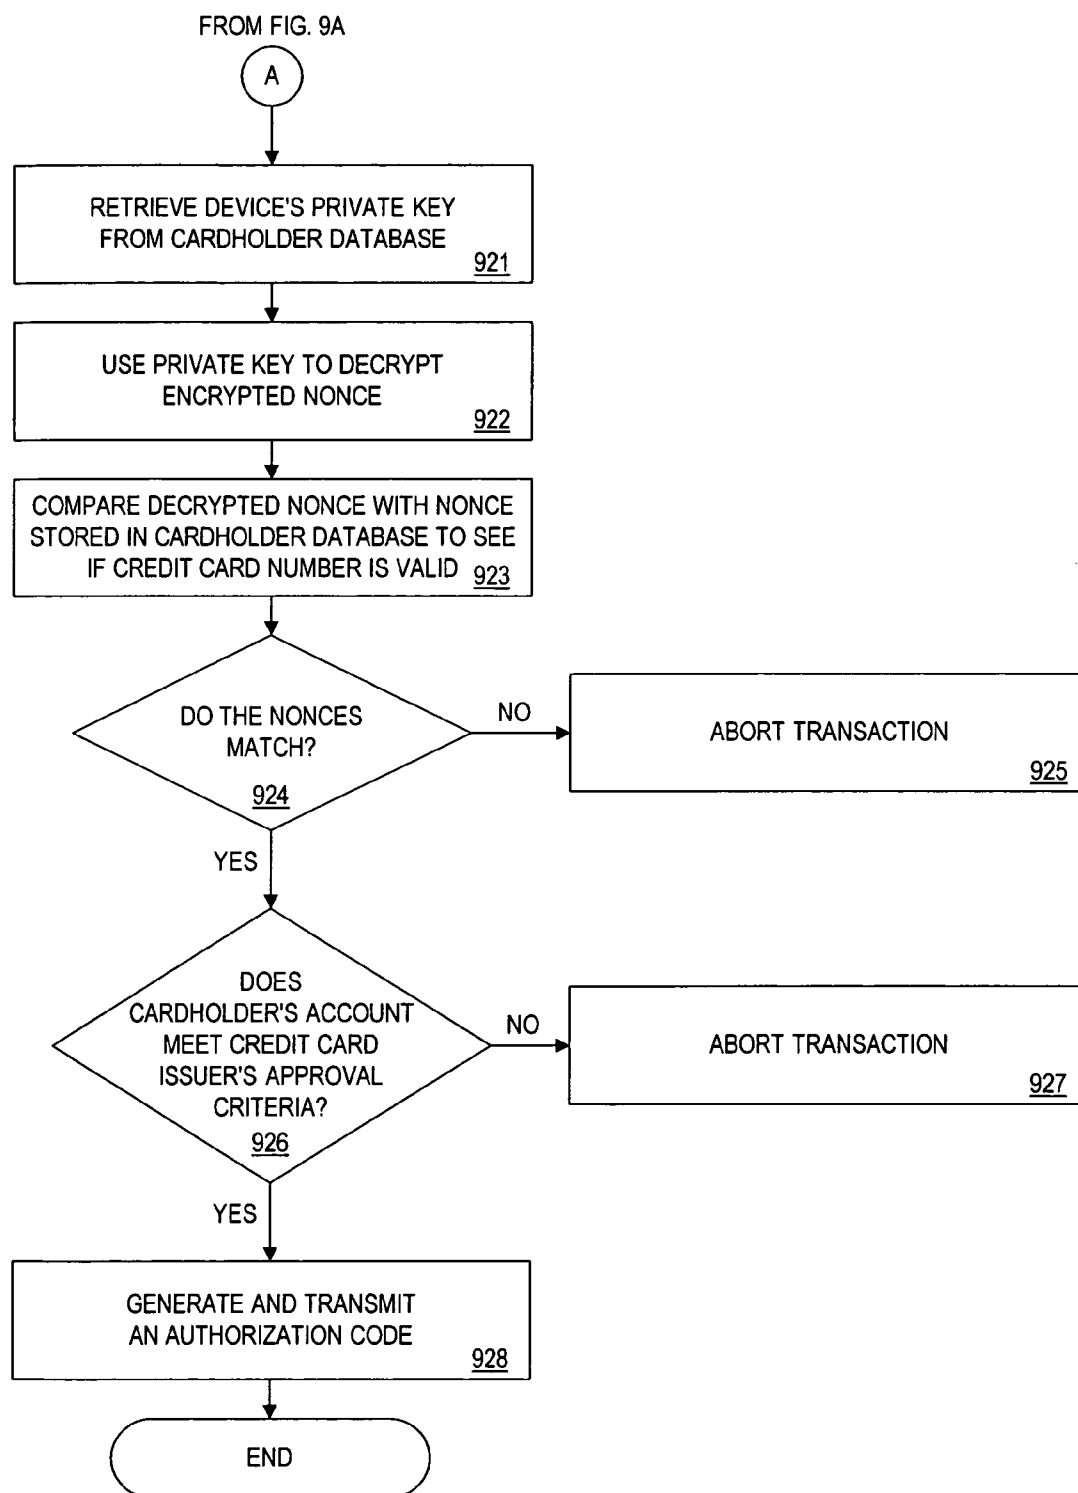 FROM FIG. 9A
A
RETRIEVE DEVICE'S PRIVATE KEY
FROM CARDHOLDER DATABASE
921
USE PRIVATE KEY TO DECRYPT
ENCRYPTED NONCE
922
COMPARE DECRYPTED NONCE WITH NONCE
STORED IN CARDHOLDER DATABASE TO SEE
IF CREDIT CARD NUMBER IS VALID 923
DO THE NONCES
MATCH?
924
NO
ABORT TRANSACTION
925
YES
DOES
CARDHOLDER'S ACCOUNT
MEET CREDIT CARD
ISSUER'S APPROVAL
CRITERIA?
926
NO
ABORT TRANSACTION
927
YES
GENERATE AND TRANSMIT
AN AUTHORIZATION CODE
928
END